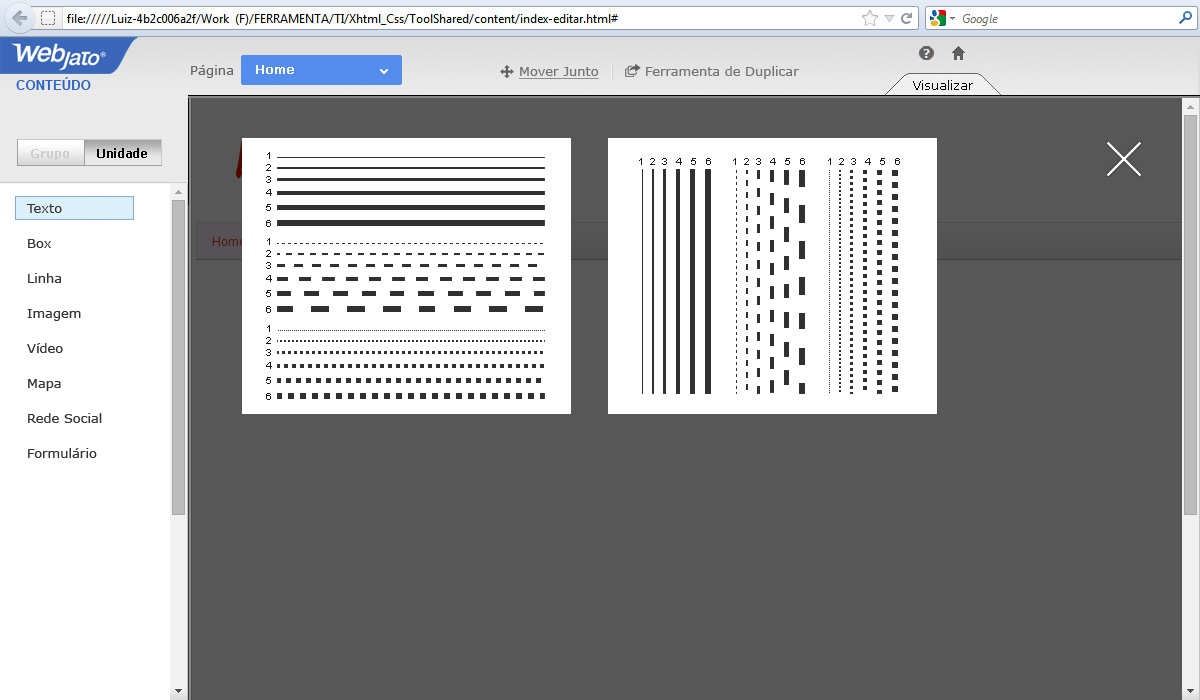 file://///Luiz-4b2c006a2f/Work (F)/FERRAMENTA/TI/Xhtml_Css/ToolShared/content/index-editar.html#
Google
WebJato®
CONTEÚDO
Página
Home
Mover Junto
Ferramenta de Duplicar
?
Visualizar
Grupo
Unidade
Texto
Box
Linha
Imagem
Vídeo
Mapa
Rede Social
Formulário
Home
1
2
3
4
5
6
1
2
3
4
5
6
1
2
3
4
5
6
1 2 3 4 5 6 1 2 3 4 5 6 1 2 3 4 5 6